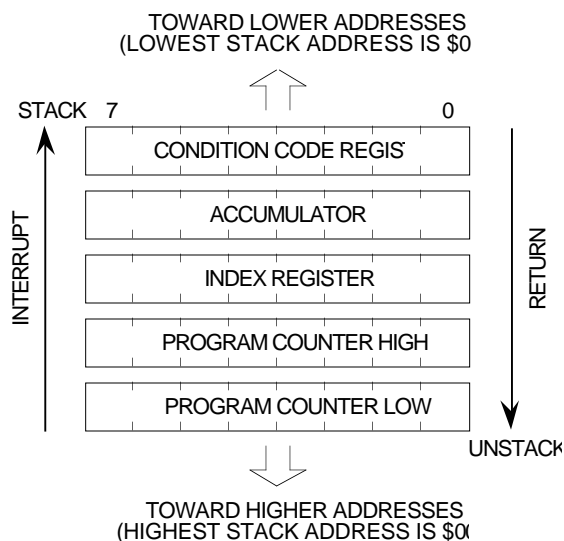 TOWARD LOWER ADDRESSES
(LOWEST STACK ADDRESS IS $0
STACK 7 0
CONDITION CODE REGIS
ACCUMULATOR
INDEX REGISTER
PROGRAM COUNTER HIGH
PROGRAM COUNTER LOW
INTERRUPT
RETURN
UNSTACK
TOWARD HIGHER ADDRESSES
(HIGHEST STACK ADDRESS IS $00